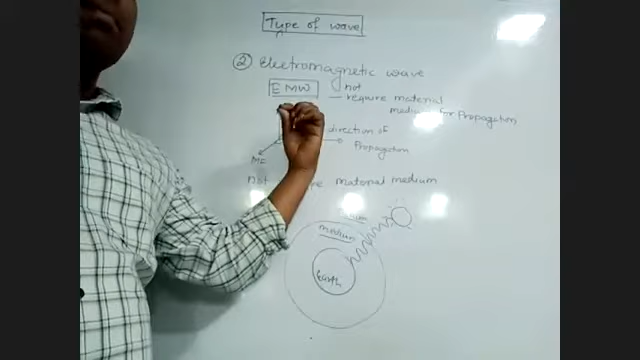 Type of wave
② Electromagnetic wave
EMW
not
— require material
medium for Propagation
direction of
Propagation
MF
Not
material medium
medium
Earth